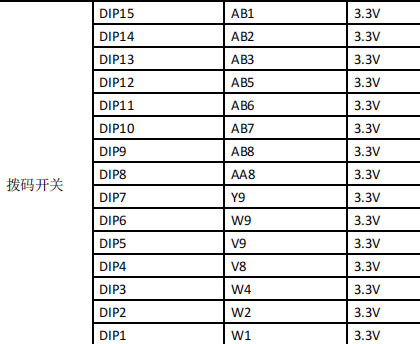 DIP15 AB1 3.3V
DIP14 AB2 3.3V
DIP13 AB3 3.3V
DIP12 AB5 3.3V
DIP11 AB6 3.3V
DIP10 AB7 3.3V
DIP9 AB8 3.3V
拨码开关 DIP8 AA8 3.3V
DIP7 Y9 3.3V
DIP6 W9 3.3V
DIP5 V9 3.3V
DIP4 V8 3.3V
DIP3 W4 3.3V
DIP2 W2 3.3V
DIP1 W1 3.3V